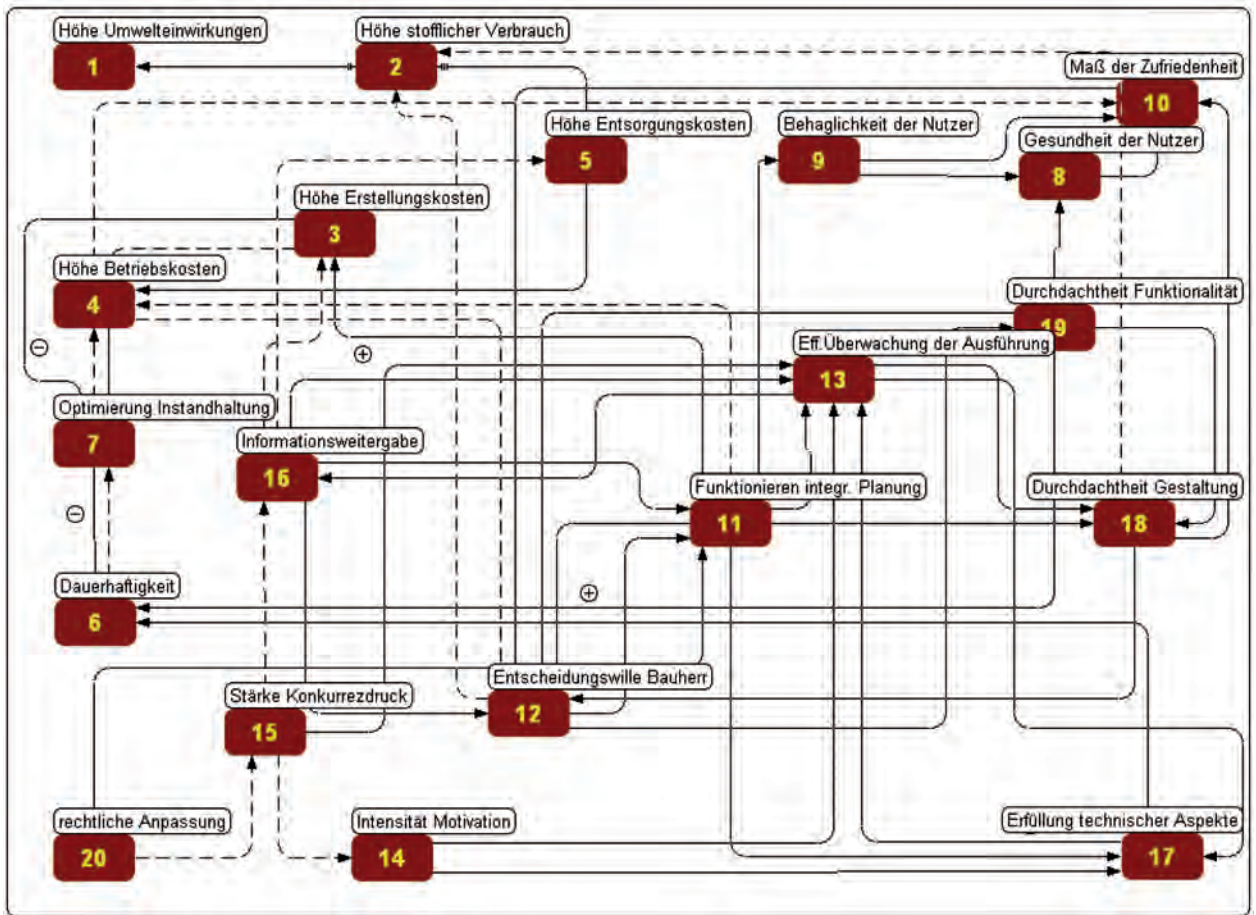 Höhe Umwelteinwirkungen
1
Höhe stofflicher Verbrauch
2
Maß der Zufriedenheit
10
Höhe Entsorgungskosten
5
Behaglichkeit der Nutzer
9
Gesundheit der Nutzer
8
Höhe Erstellungskosten
3
Höhe Betriebskosten
4
Durchdachtheit Funktionalität
19
Eff.Überwachung der Ausführung
13
Optimierung Instandhaltung
7
Informationsweitergabe
16
Funktionieren integr. Planung
11
Durchdachtheit Gestaltung
18
Dauerhaftigkeit
6
Stärke Konkurrezdruck
15
Entscheidungswille Bauherr
12
rechtliche Anpassung
20
Intensität Motivation
14
Erfüllung technischer Aspekte
17